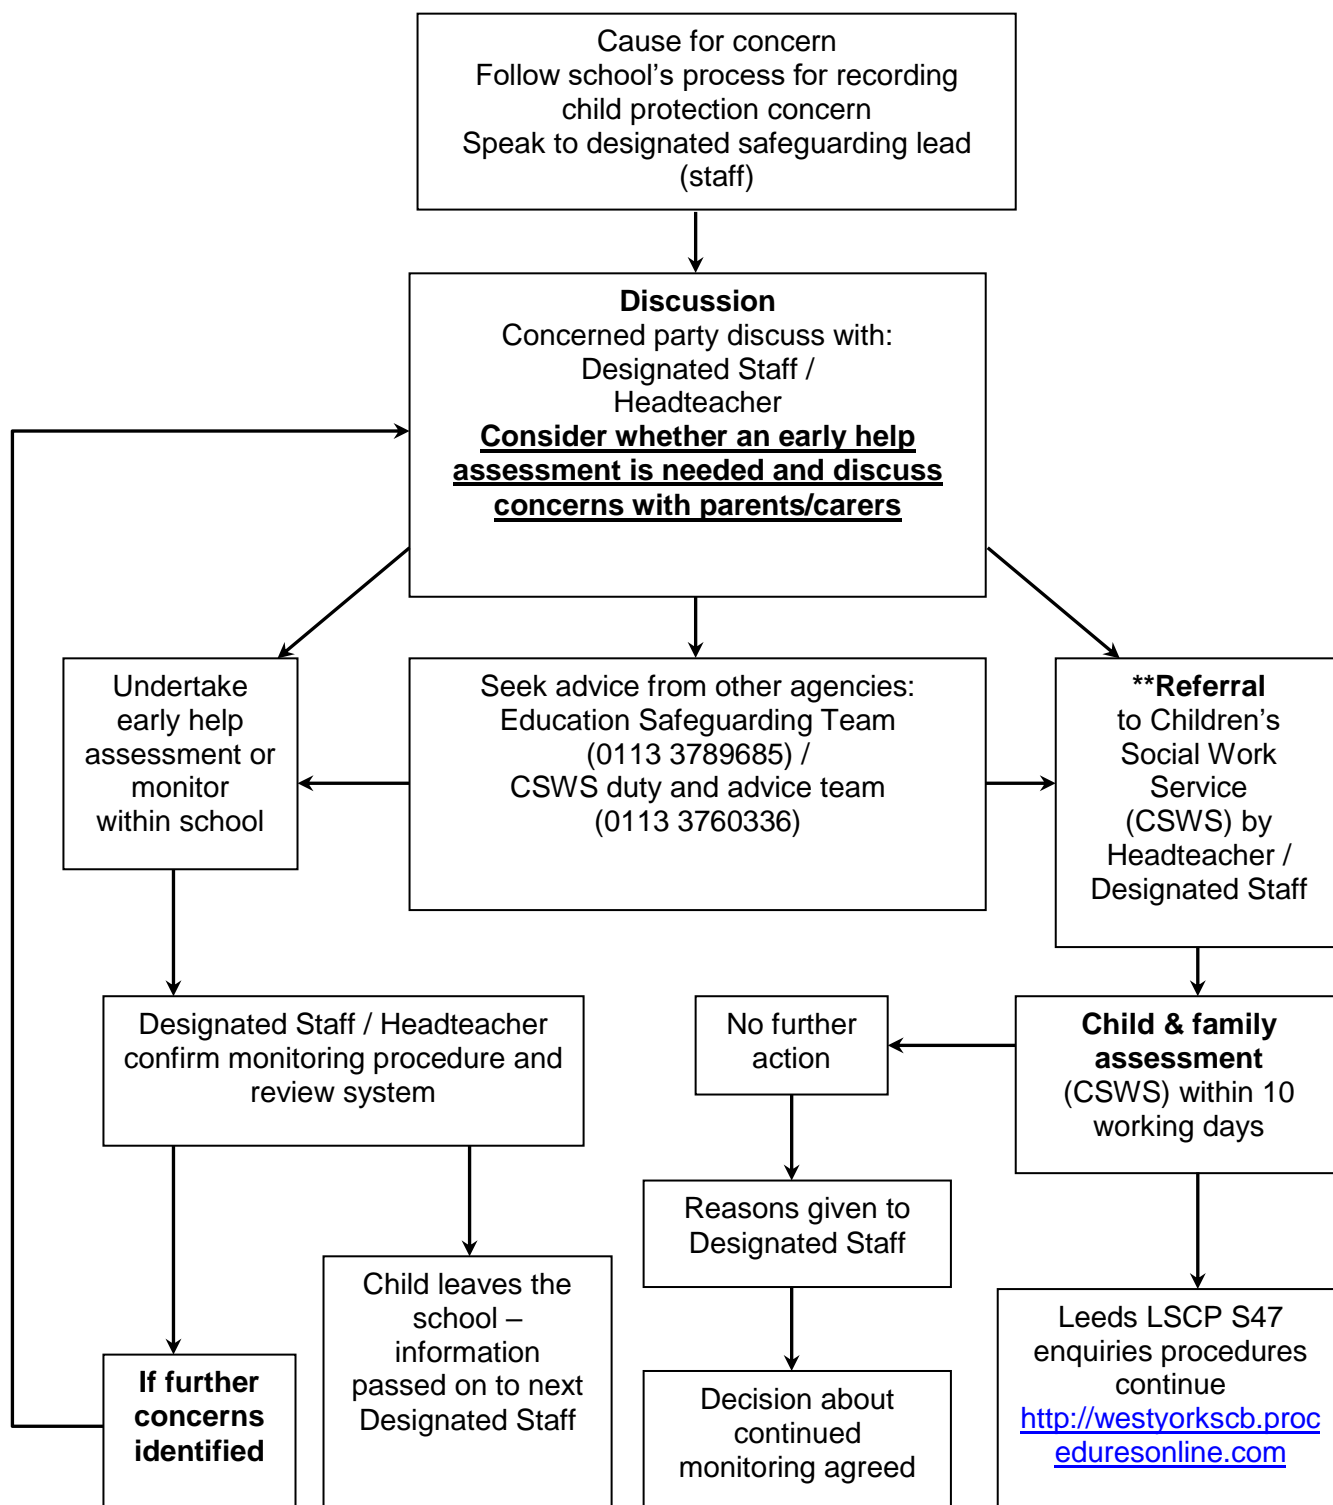 Cause for concern
Follow school's process for recording
child protection concern
Speak to designated safeguarding lead
(staff)
Discussion
Concerned party discuss with:
Designated Staff /
Headteacher
Consider whether an early help
assessment is needed and discuss
concerns with parents/carers
Undertake
early help
assessment or
monitor
within school
Seek advice from other agencies:
Education Safeguarding Team
(0113 3789685) /
CSWS duty and advice team
(0113 3760336)
**Referral
to Children's
Social Work
Service
(CSWS) by
Headteacher /
Designated Staff
Designated Staff / Headteacher
confirm monitoring procedure and
review system
No further
action
Child & family
assessment
(CSWS) within 10
working days
Reasons given to
Designated Staff
Child leaves the
school –
information
passed on to next
Designated Staff
Leeds LSCP S47
enquiries procedures
continue
http://westyorkscb.proc
eduresonline.com
If further
concerns
identified
Decision about
continued
monitoring agreed